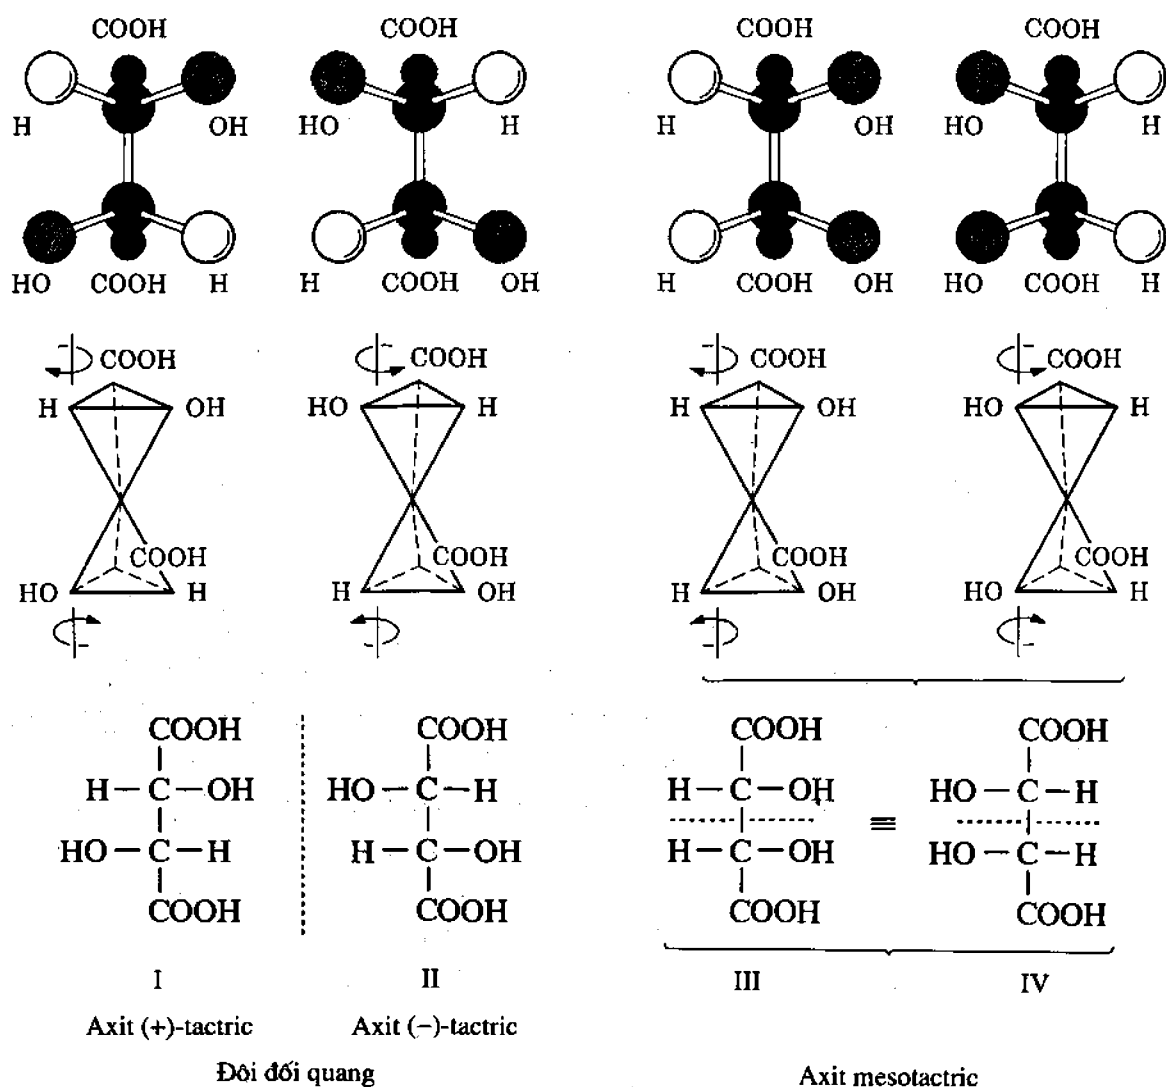 COOH COOH COOH COOH
H OH HO H H OH HO H
HO COOH H H COOH OH H COOH OH HO COOH H
COOH COOH COOH COOH
H OH HO H H OH HO H
COOH COOH COOH COOH
HO H H OH H OH HO H
COOH COOH COOH COOH
H—C—OH HO—C—H H—C—OH HO—C—H
≡
HO—C—H H—C—OH H—C—OH HO—C—H
COOH COOH COOH COOH
I II III IV
Axit (+)-tactric Axit (−)-tactric
Đôi đối quang Axit mesotactric